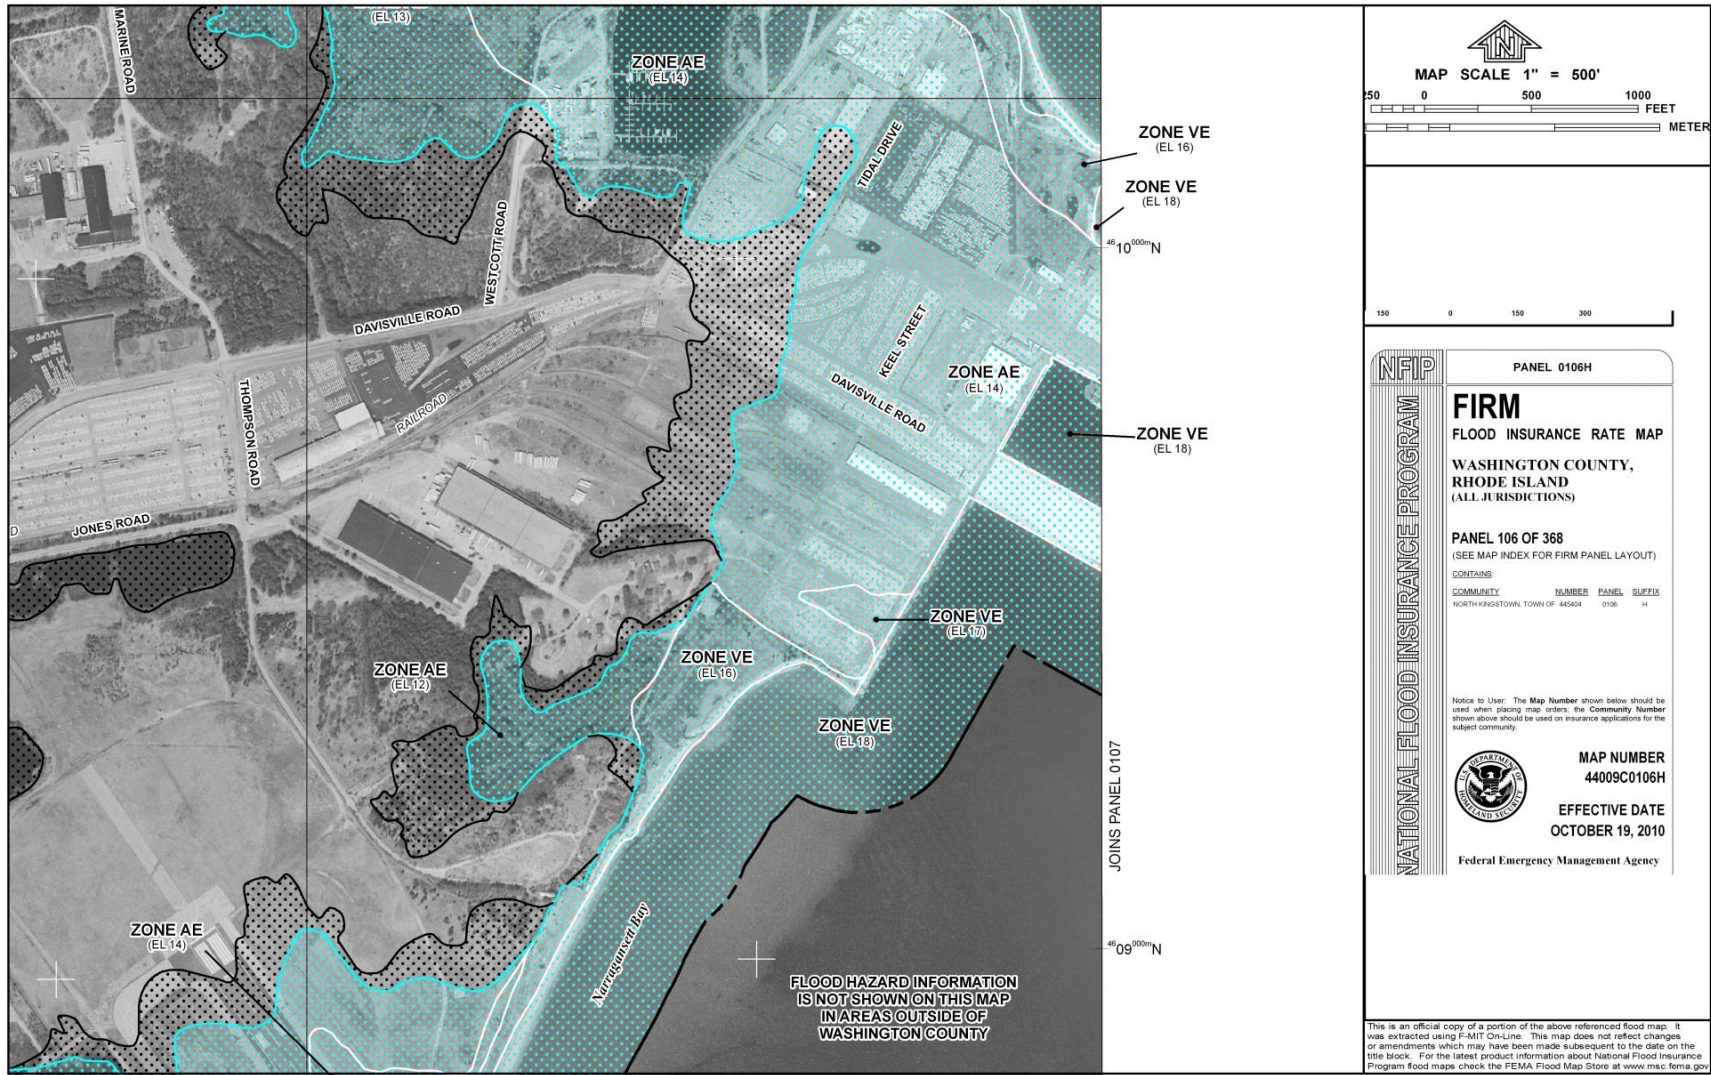 (EL 13)
MARINE ROAD
ZONE AE
(EL 14)
TIDAL DRIVE
ZONE VE
(EL 16)
ZONE VE
(EL 18)
4610000mN
WESTCOTT ROAD
DAVISVILLE ROAD
KEEL STREET
ZONE AE
(EL 14)
DAVISVILLE ROAD
THOMPSON ROAD
RAILROAD
ZONE VE
(EL 18)
D
JONES ROAD
ZONE VE
(EL 17)
ZONE VE
(EL 16)
ZONE AE
(EL 12)
ZONE VE
(EL 18)
JOINS PANEL 0107
ZONE AE
(EL 14)
Narragansett Bay
4609000mN
FLOOD HAZARD INFORMATION
IS NOT SHOWN ON THIS MAP
IN AREAS OUTSIDE OF
WASHINGTON COUNTY
N
MAP SCALE 1" = 500'
250 0 500 1000
FEET
METER
150 0 150 300
NFIP
NATIONAL FLOOD INSURANCE PROGRAM
PANEL 0106H
FIRM
FLOOD INSURANCE RATE MAP
WASHINGTON COUNTY,
RHODE ISLAND
(ALL JURISDICTIONS)
PANEL 106 OF 368
(SEE MAP INDEX FOR FIRM PANEL LAYOUT)
CONTAINS:
COMMUNITY NUMBER PANEL SUFFIX
NORTH KINGSTOWN, TOWN OF 445404 0106 H
Notice to User: The Map Number shown below should be
used when placing map orders; the Community Number
shown above should be used on insurance applications for the
subject community.
U.S. DEPARTMENT OF
HOMELAND SECURITY
MAP NUMBER
44009C0106H
EFFECTIVE DATE
OCTOBER 19, 2010
Federal Emergency Management Agency
This is an official copy of a portion of the above referenced flood map. It
was extracted using F-MIT On-Line. This map does not reflect changes
or amendments which may have been made subsequent to the date on the
title block. For the latest product information about National Flood Insurance
Program flood maps check the FEMA Flood Map Store at www.msc.fema.gov